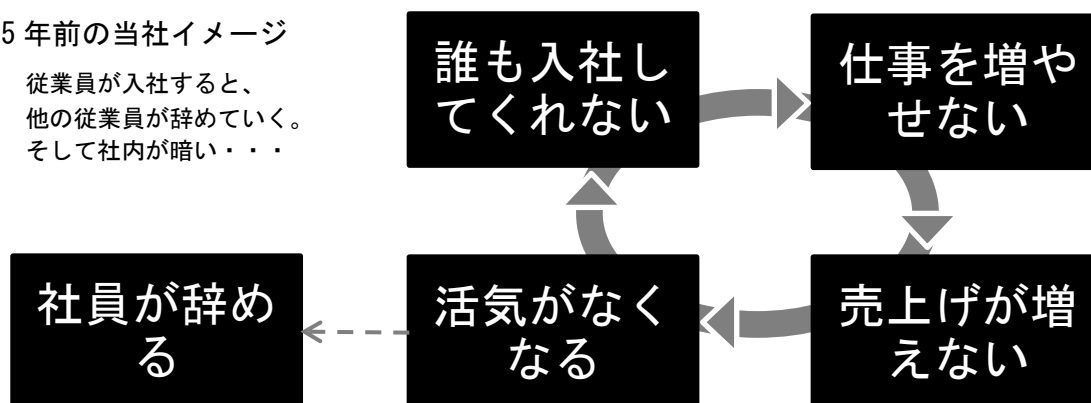 5年前の当社イメージ
従業員が入社すると、
他の従業員が辞めていく。
そして社内が暗い・・・
誰も入社し
てくれない
仕事を増や
せない
売上げが増
えない
活気がなく
なる
社員が辞め
る